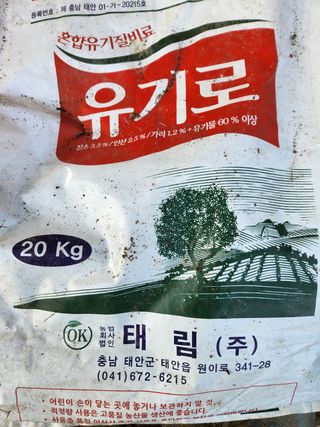 등록번호 : 제 충남 태안 01-가-20215호
혼합유기질비료
유기로
질소 3.3%/인산 2.5%/가리 1.2%+유기물 60% 이상
20 Kg
OK 농업회사법인 태 림 (주)
충남 태안군 태안읍 원이로 341-28
(041)672-6215
• 어린이 손이 닿는 곳에 놓거나 보관하지 말 것.
• 적정량 사용은 고품질 농산물 생산에 좋습니다.